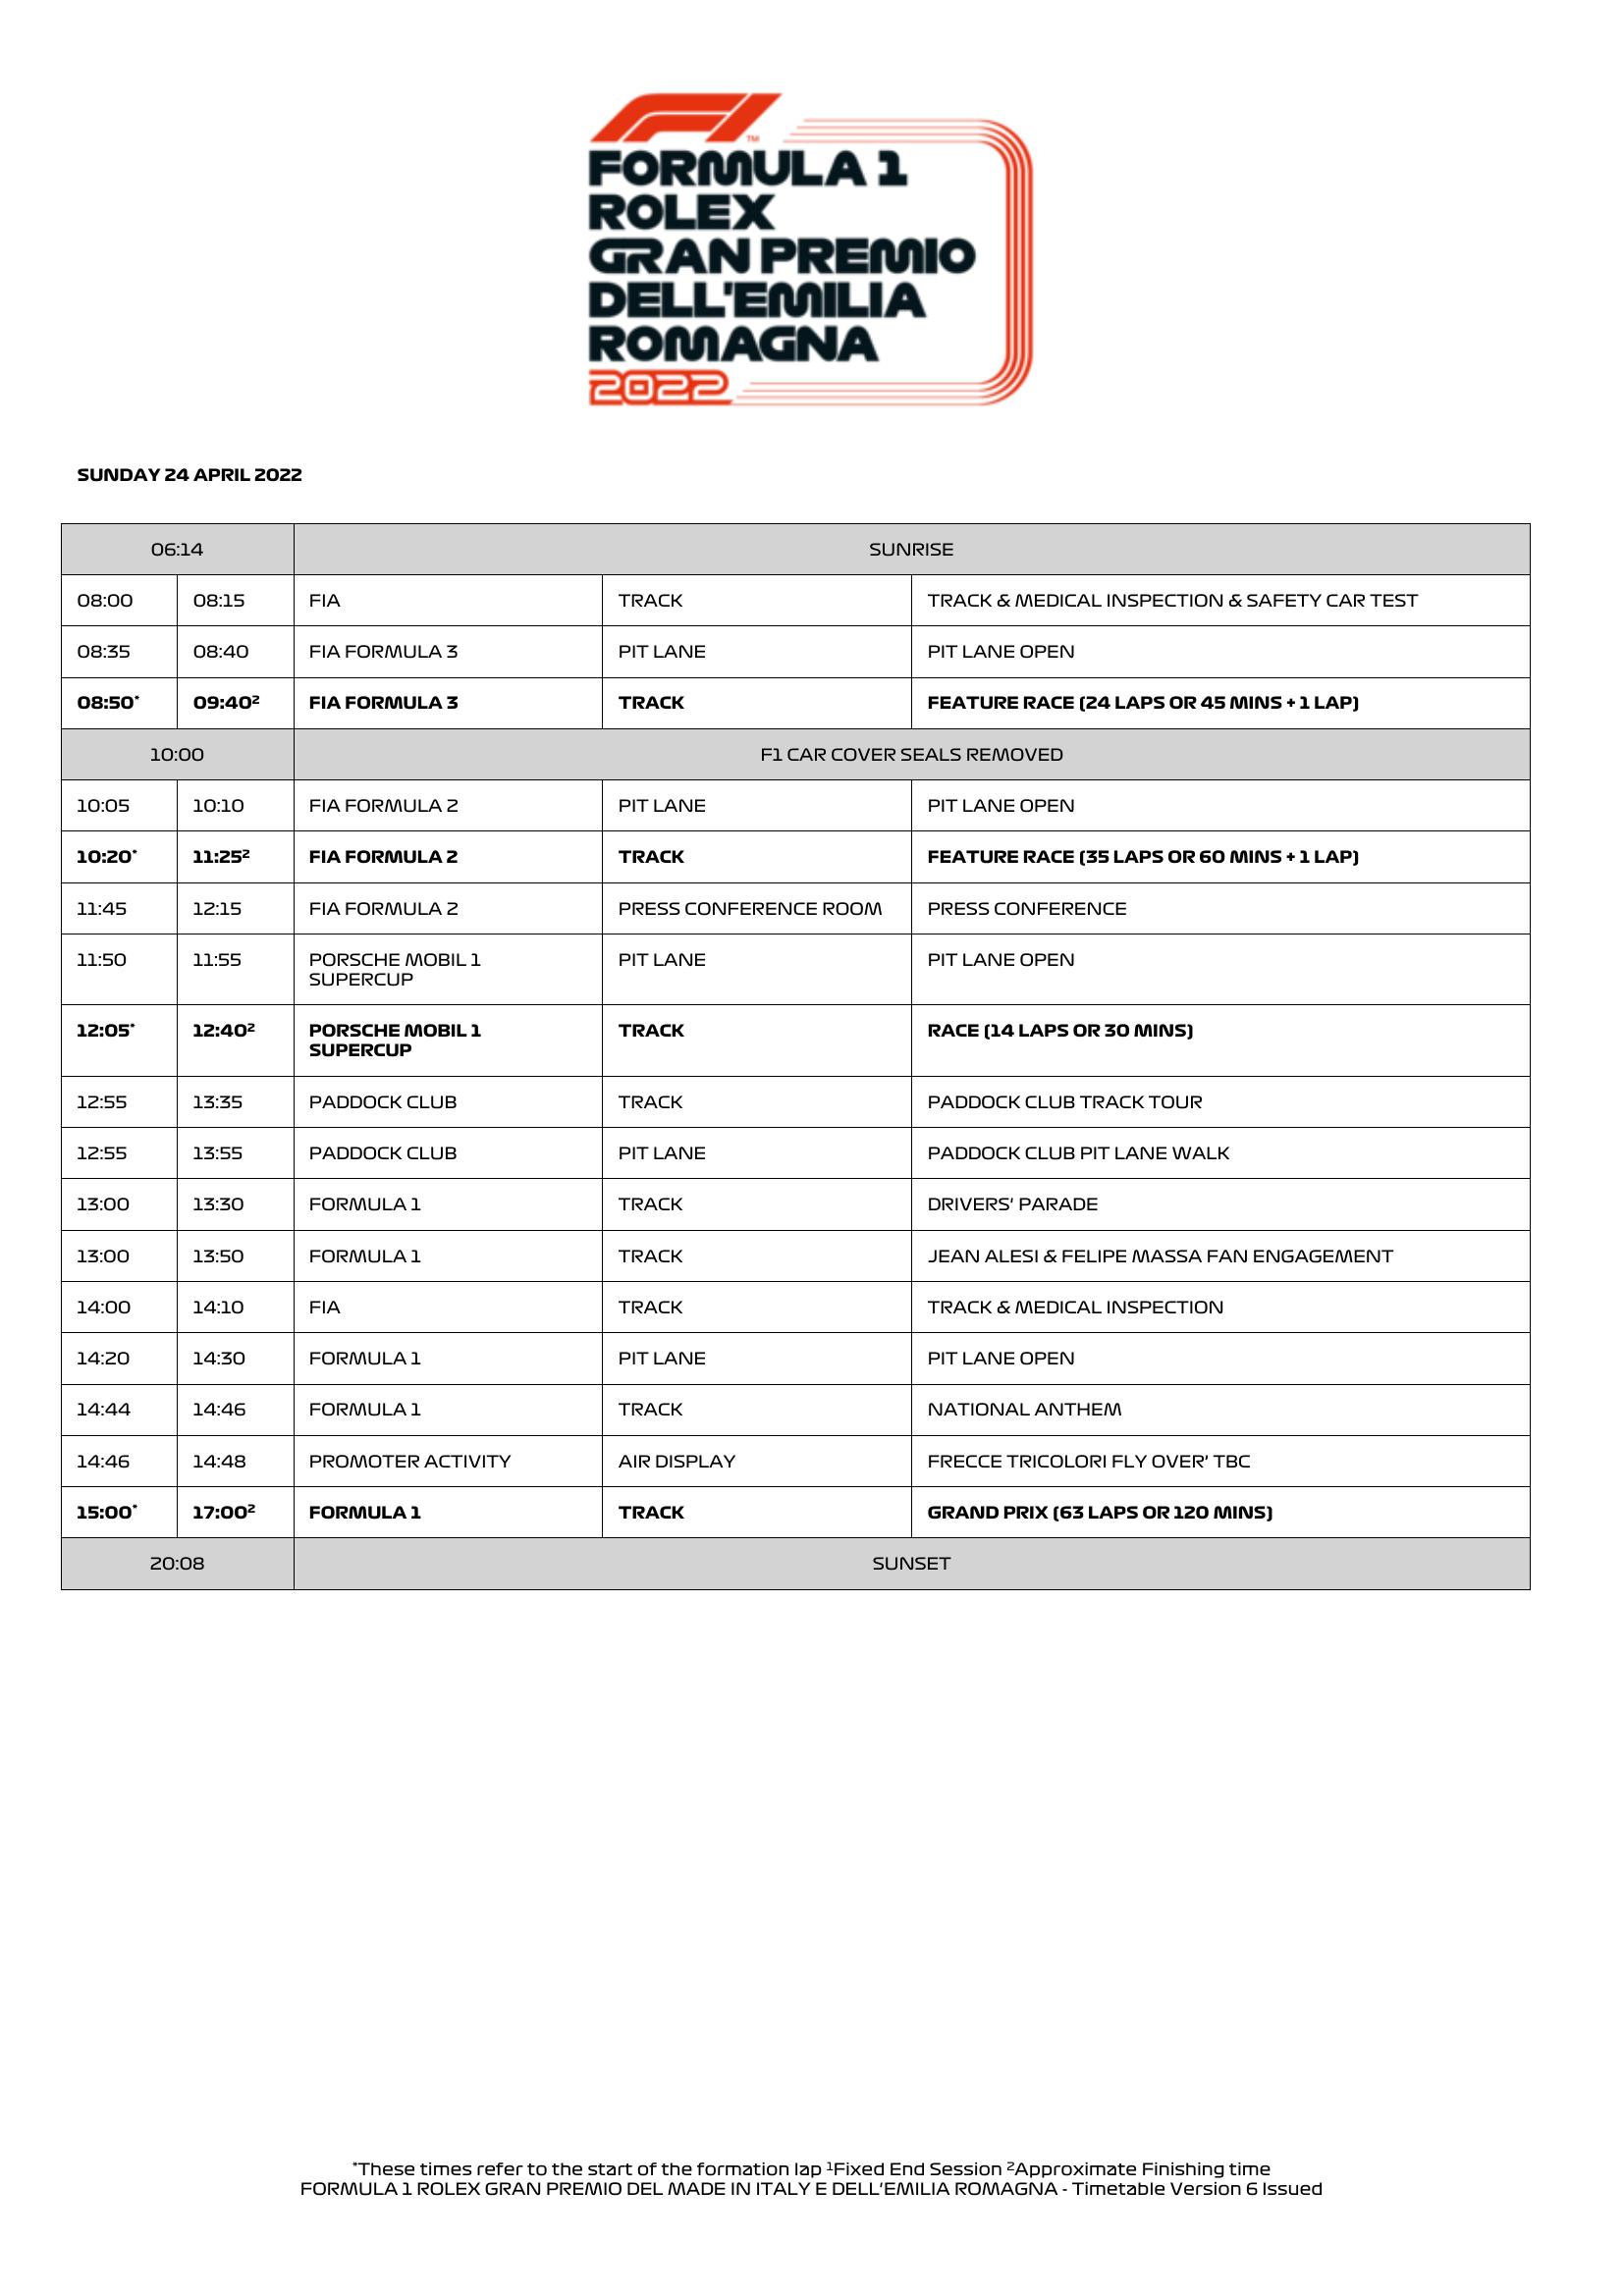 FORMULA 1
ROLEX
GRAN PREMIO
DELL'EMILIA
ROMAGNA
2022
TM
SUNDAY 24 APRIL 2022
06:14 SUNRISE
08:00 08:15 FIA TRACK TRACK & MEDICAL INSPECTION & SAFETY CAR TEST
08:35 08:40 FIA FORMULA 3 PIT LANE PIT LANE OPEN
08:50* 09:40² FIA FORMULA 3 TRACK FEATURE RACE (24 LAPS OR 45 MINS + 1 LAP)
10:00 F1 CAR COVER SEALS REMOVED
10:05 10:10 FIA FORMULA 2 PIT LANE PIT LANE OPEN
10:20* 11:25² FIA FORMULA 2 TRACK FEATURE RACE (35 LAPS OR 60 MINS + 1 LAP)
11:45 12:15 FIA FORMULA 2 PRESS CONFERENCE ROOM PRESS CONFERENCE
11:50 11:55 PORSCHE MOBIL 1 PIT LANE PIT LANE OPEN
SUPERCUP
12:05* 12:40² PORSCHE MOBIL 1 TRACK RACE (14 LAPS OR 30 MINS)
SUPERCUP
12:55 13:35 PADDOCK CLUB TRACK PADDOCK CLUB TRACK TOUR
12:55 13:55 PADDOCK CLUB PIT LANE PADDOCK CLUB PIT LANE WALK
13:00 13:30 FORMULA 1 TRACK DRIVERS' PARADE
13:00 13:50 FORMULA 1 TRACK JEAN ALESI & FELIPE MASSA FAN ENGAGEMENT
14:00 14:10 FIA TRACK TRACK & MEDICAL INSPECTION
14:20 14:30 FORMULA 1 PIT LANE PIT LANE OPEN
14:44 14:46 FORMULA 1 TRACK NATIONAL ANTHEM
14:46 14:48 PROMOTER ACTIVITY AIR DISPLAY FRECCE TRICOLORI FLY OVER' TBC
15:00* 17:00² FORMULA 1 TRACK GRAND PRIX (63 LAPS OR 120 MINS)
20:08 SUNSET
*These times refer to the start of the formation lap ¹Fixed End Session ²Approximate Finishing time
FORMULA 1 ROLEX GRAN PREMIO DEL MADE IN ITALY E DELL'EMILIA ROMAGNA - Timetable Version 6 Issued